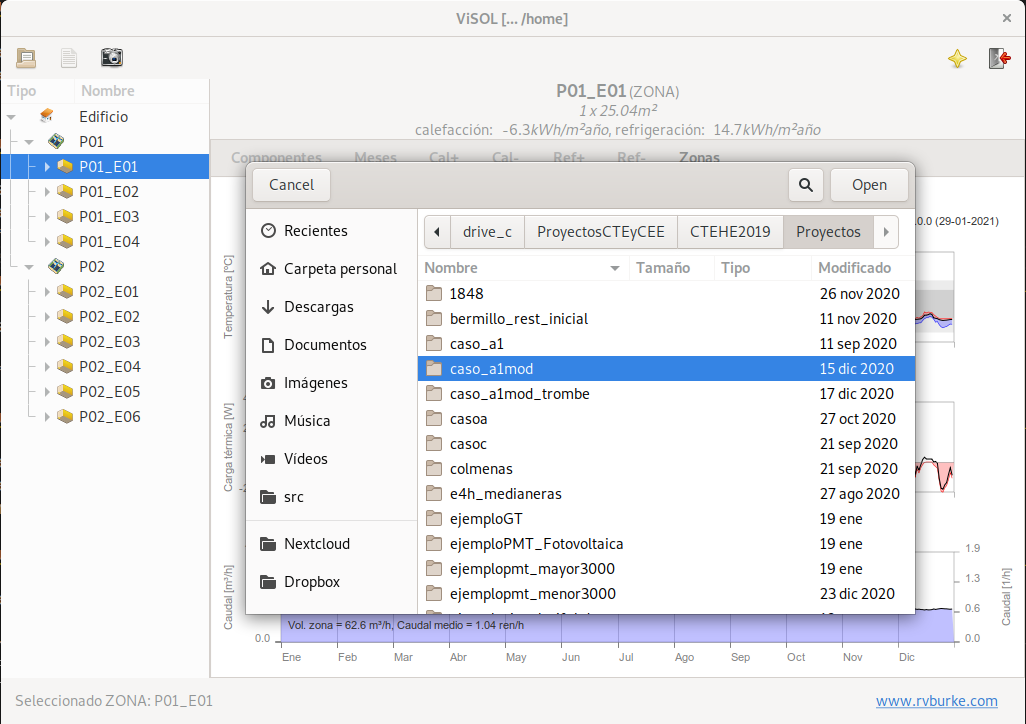 ViSOL [... /home]
Tipo Nombre
Edificio
P01
P01_E01
P01_E02
P01_E03
P01_E04
P02
P02_E01
P02_E02
P02_E03
P02_E04
P02_E05
P02_E06
P01_E01 (ZONA)
1 x 25.04m²
calefacción: -6.3kWh/m²año, refrigeración: 14.7kWh/m²año
Componentes Meses Cal+ Cal- Ref+ Ref- Zonas
.0.0 (29-01-2021)
Cancel Open
Recientes
Carpeta personal
Descargas
Documentos
Imágenes
Música
Vídeos
src
Nextcloud
Dropbox
drive_c ProyectosCTEyCEE CTEHE2019 Proyectos
Nombre Tamaño Tipo Modificado
1848 26 nov 2020
bermillo_rest_inicial 11 nov 2020
caso_a1 11 sep 2020
caso_a1mod 15 dic 2020
caso_a1mod_trombe 17 dic 2020
casoa 27 oct 2020
casoc 21 sep 2020
colmenas 21 sep 2020
e4h_medianeras 27 ago 2020
ejemploGT 19 ene
ejemploPMT_Fotovoltaica 19 ene
ejemplopmt_mayor3000 19 ene
ejemplopmt_menor3000 23 dic 2020
Temperatura [ºC]
Carga térmica [W]
Caudal [m³/h]
Caudal [1/h]
1.9
1.3
0.6
0.0
0.0
Vol. zona = 62.6 m³/h, Caudal medio = 1.04 ren/h
Ene Feb Mar Abr May Jun Jul Ago Sep Oct Nov Dic
Seleccionado ZONA: P01_E01
www.rvburke.com